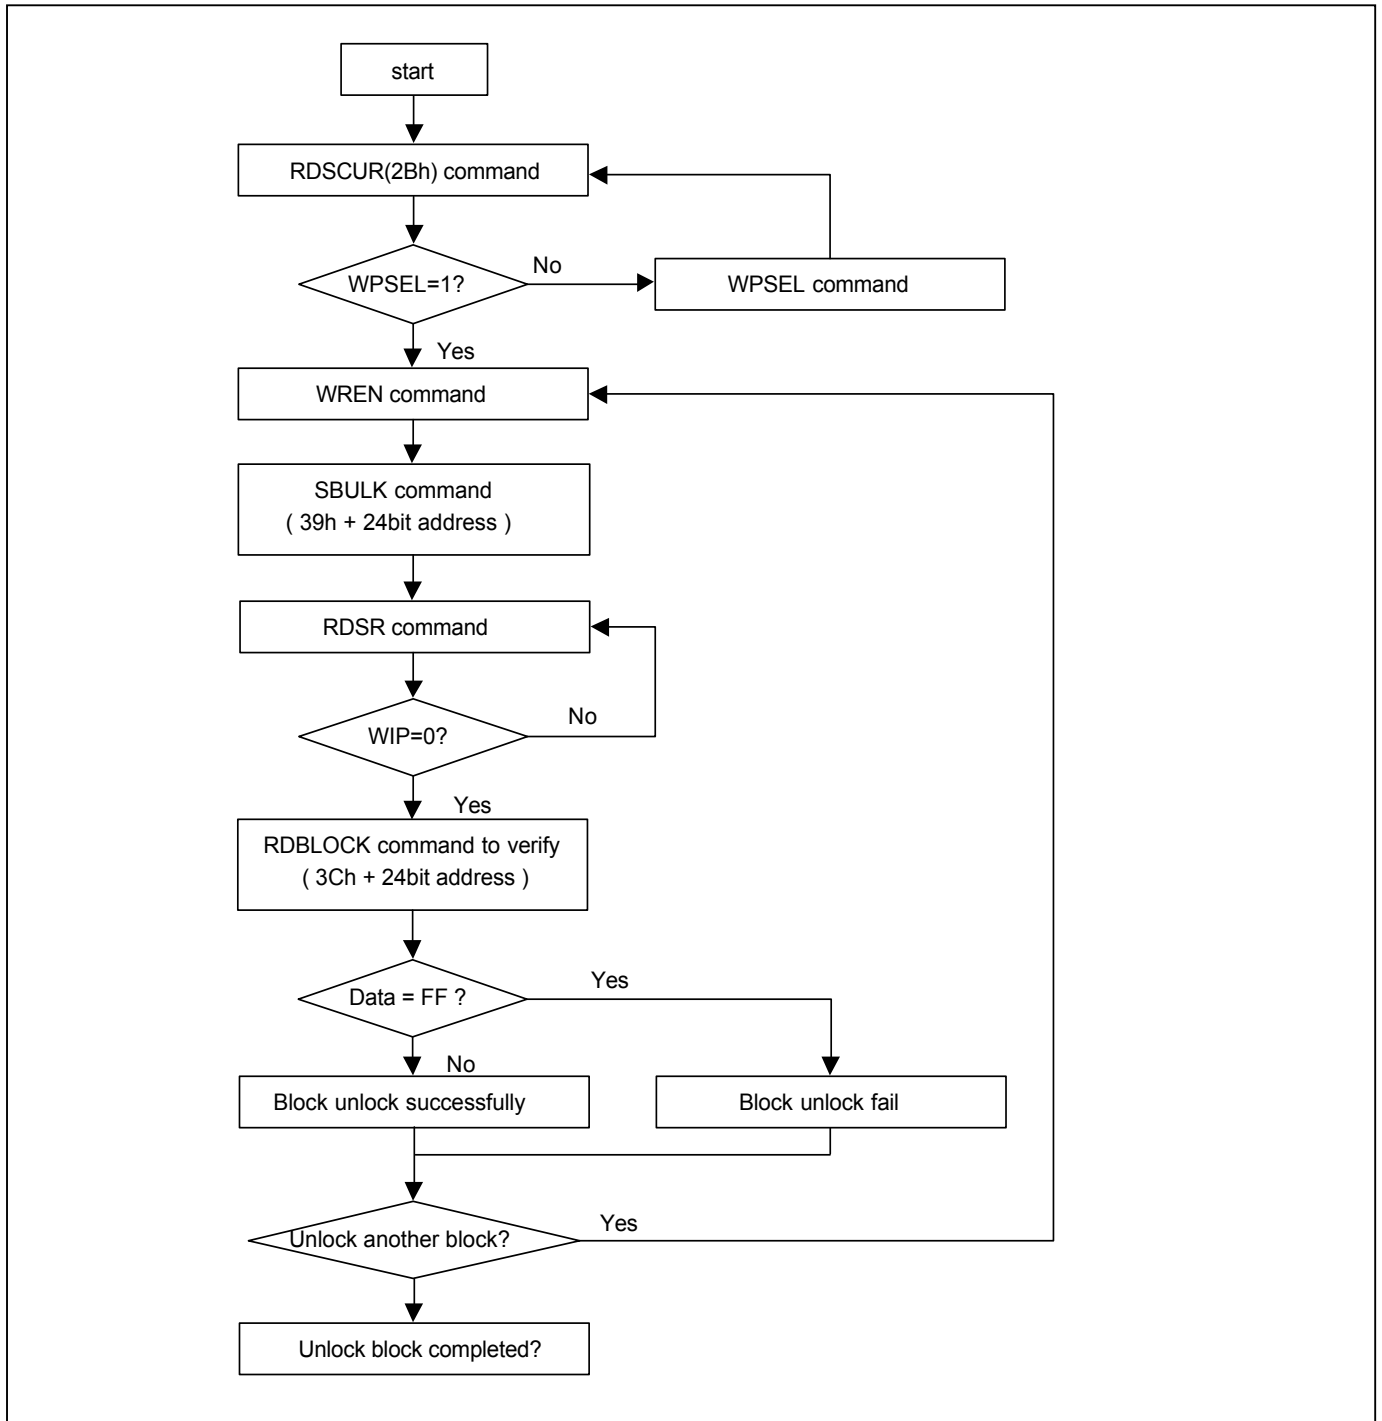 start
RDSCUR(2Bh) command
WPSEL=1?
No
WPSEL command
Yes
WREN command
SBULK command
( 39h + 24bit address )
RDSR command
WIP=0?
No
Yes
RDBLOCK command to verify
( 3Ch + 24bit address )
Data = FF ?
Yes
No
Block unlock successfully
Block unlock fail
Unlock another block?
Yes
Unlock block completed?